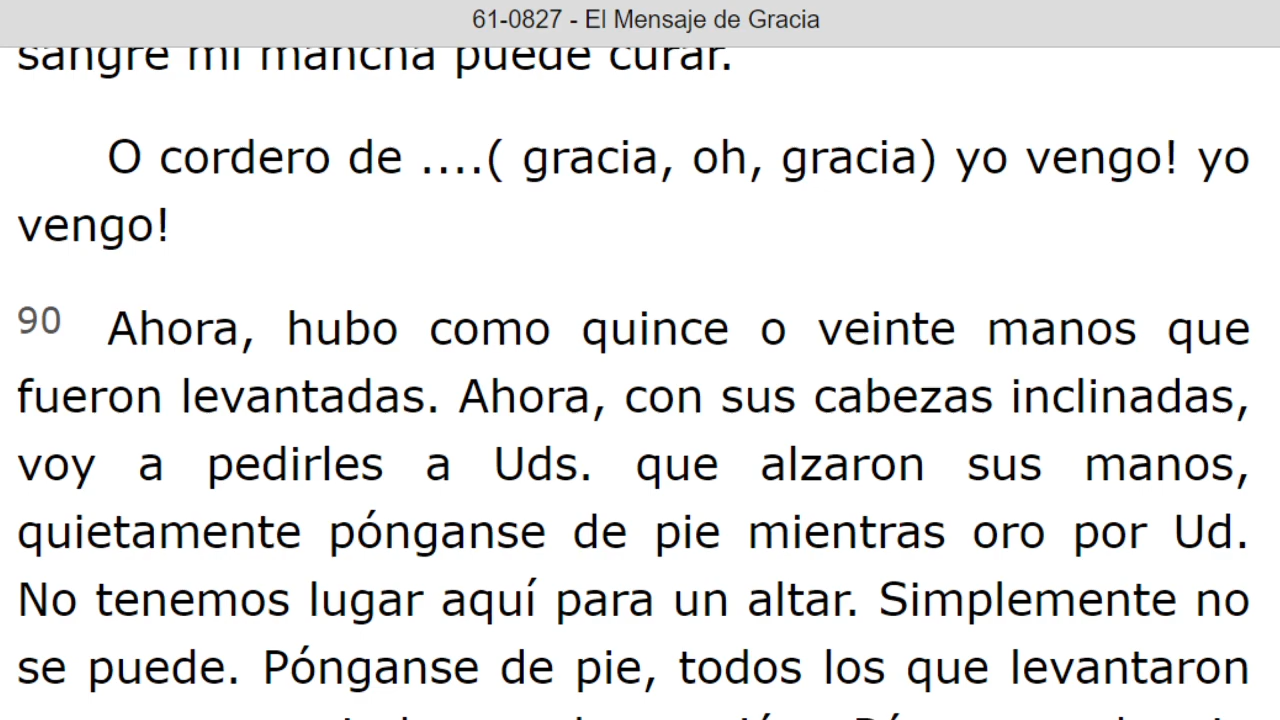 61-0827 - El Mensaje de Gracia
sangre mi mancha puede curar.
O cordero de ....( gracia, oh, gracia) yo vengo! yo
vengo!
90 Ahora, hubo como quince o veinte manos que
fueron levantadas. Ahora, con sus cabezas inclinadas,
voy a pedirles a Uds. que alzaron sus manos,
quietamente pónganse de pie mientras oro por Ud.
No tenemos lugar aquí para un altar. Simplemente no
se puede. Pónganse de pie, todos los que levantaron